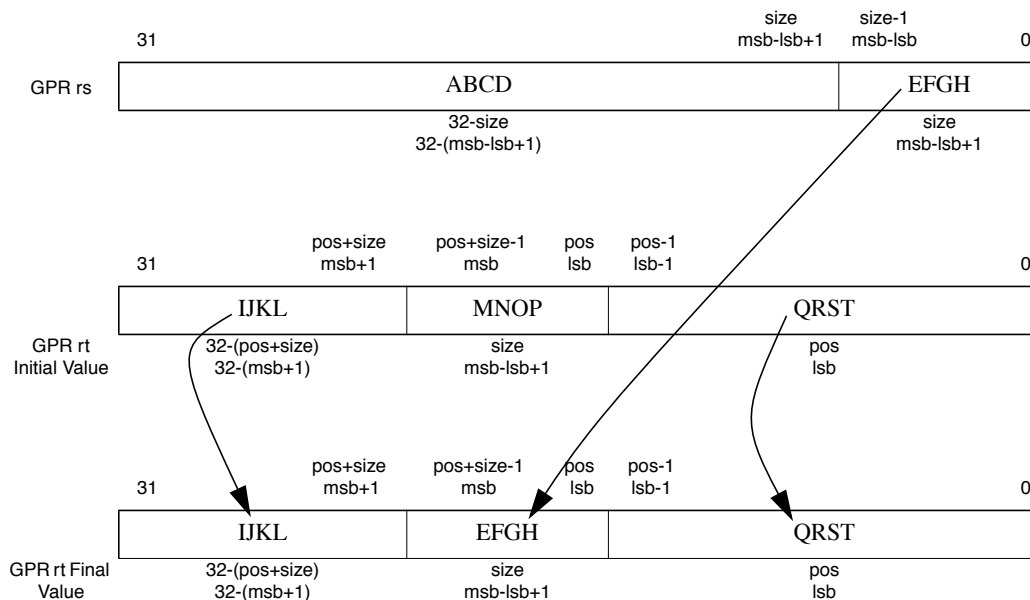 31 size size-1 0
msb-lsb+1 msb-lsb
GPR rs ABCD EFGH
32-size size
32-(msb-lsb+1) msb-lsb+1
pos+size pos+size-1 pos pos-1
31 msb+1 msb lsb lsb-1 0
IJKL MNOP QRST
GPR rt 32-(pos+size) size pos
Initial Value 32-(msb+1) msb-lsb+1 lsb
pos+size pos+size-1 pos pos-1
31 msb+1 msb lsb lsb-1 0
IJKL EFGH QRST
GPR rt Final 32-(pos+size) size pos
Value 32-(msb+1) msb-lsb+1 lsb